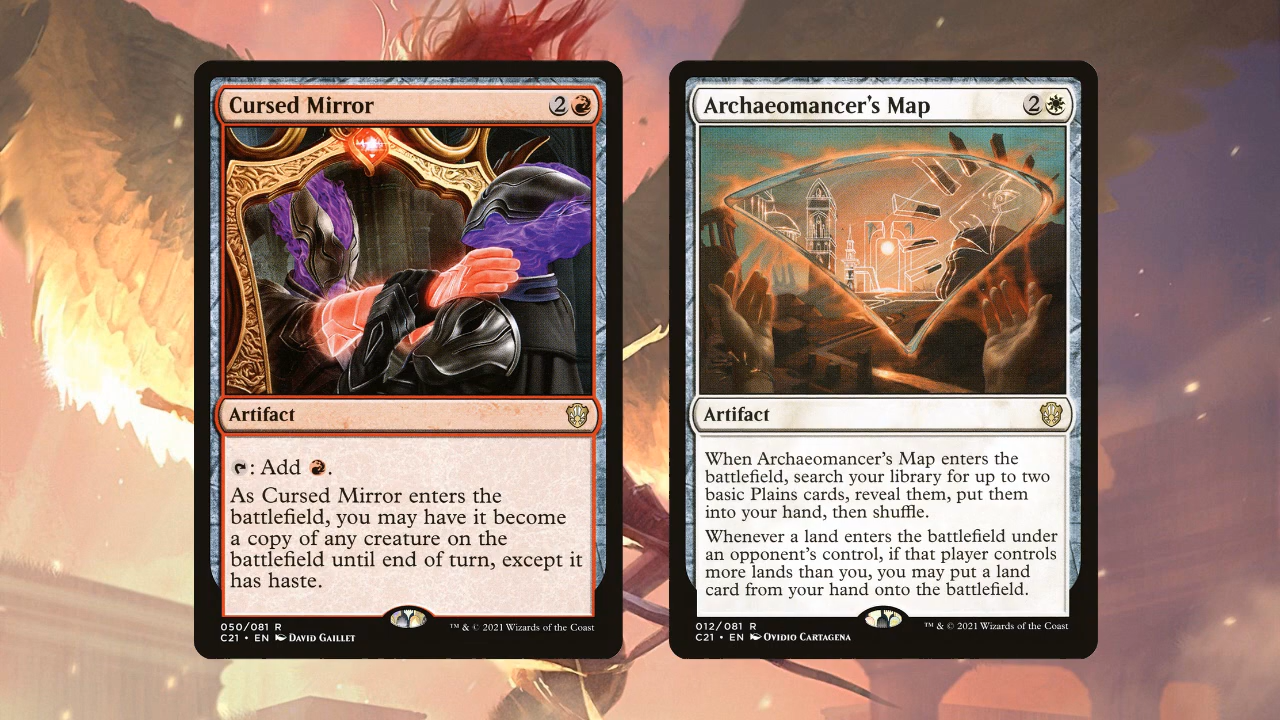 Cursed Mirror 2
Artifact
: Add .
As Cursed Mirror enters the
battlefield, you may have it become
a copy of any creature on the
battlefield until end of turn, except it
has haste.
050/081 R
C21 • EN DAVID GAILLET
™ & © 2021 Wizards of the Coast
Archaeomancer's Map 2
Artifact
When Archaeomancer's Map enters the
battlefield, search your library for up to two
basic Plains cards, reveal them, put them
into your hand, then shuffle.
Whenever a land enters the battlefield under
an opponent's control, if that player controls
more lands than you, you may put a land
card from your hand onto the battlefield.
012/081 R
C21 • EN OVIDIO CARTAGENA
™ & © 2021 Wizards of the Coast